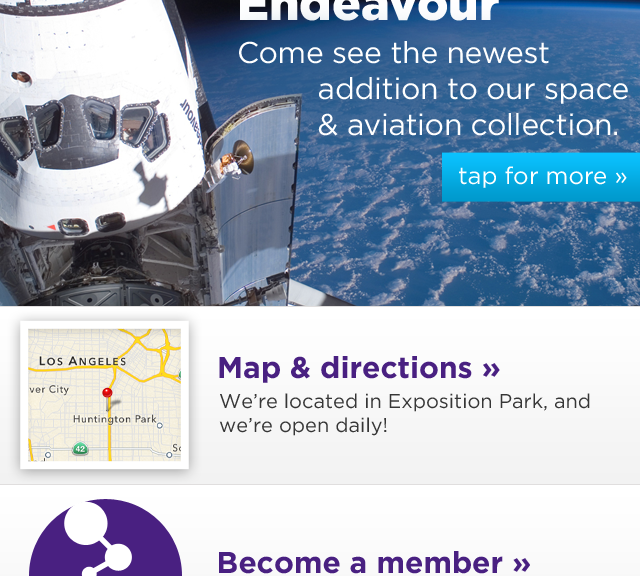 Endeavour
Come see the newest
addition to our space
& aviation collection.
tap for more »
LOS ANGELES
ver City
Huntington Park
42
Map & directions »
We're located in Exposition Park, and
we're open daily!
Become a member »